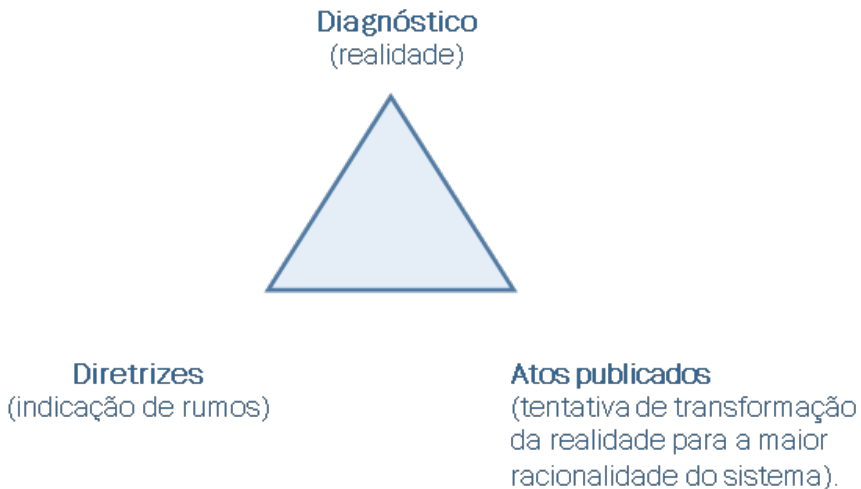 Diagnóstico
(realidade)
Diretrizes
(indicação de rumos)
Atos publicados
(tentativa de transformação
da realidade para a maior
racionalidade do sistema).